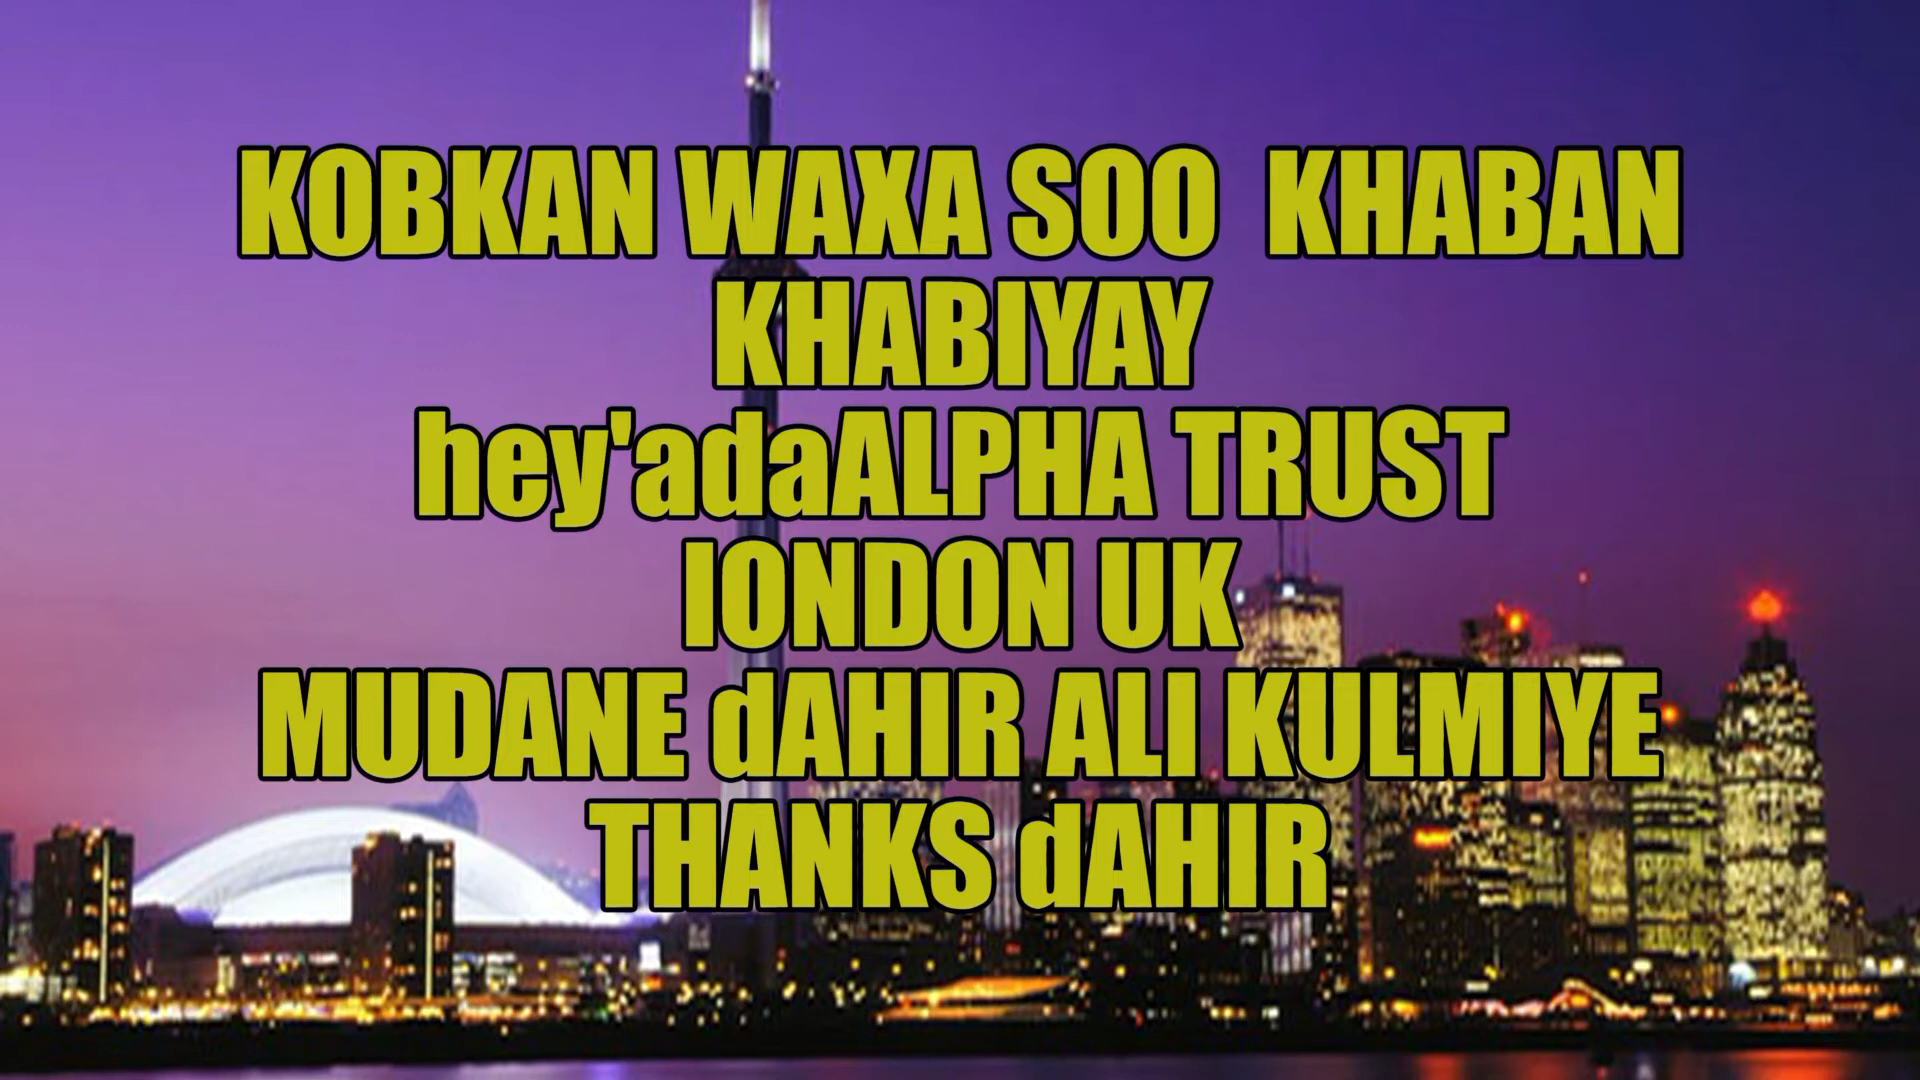 KOBKAN WAXA SOO  KHABAN
KHABIYAY
hey'adaALPHA TRUST
lONDON UK
MUDANE dAHIR ALI KULMIYE
THANKS dAHIR